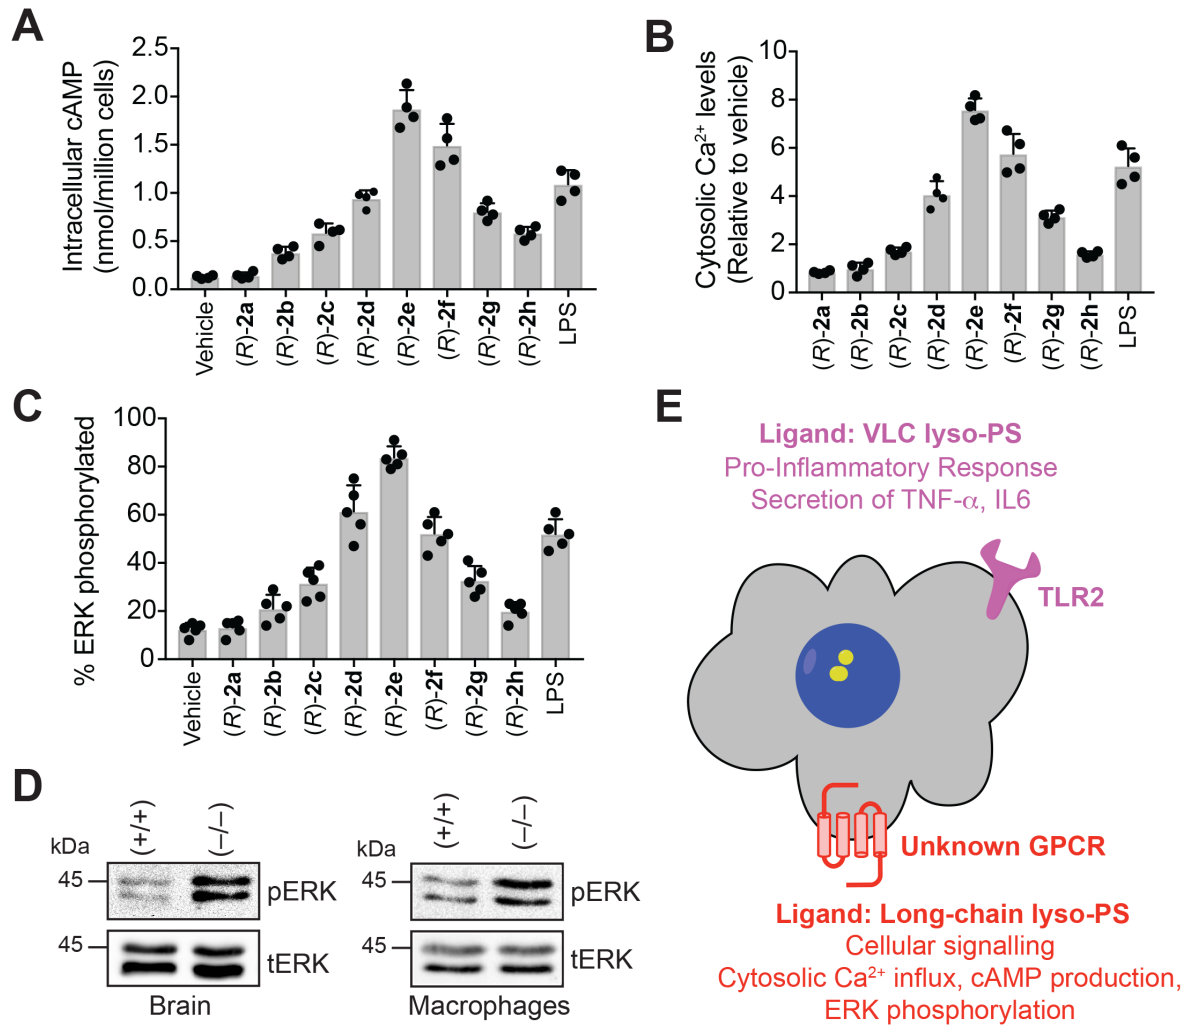 A
Intracellular cAMP
(nmol/million cells)
2.5
2.0
1.5
1.0
0.5
0.0
Vehicle
(R)-2a
(R)-2b
(R)-2c
(R)-2d
(R)-2e
(R)-2f
(R)-2g
(R)-2h
LPS
B
Cytosolic Ca²⁺ levels
(Relative to vehicle)
10
8
6
4
2
0
(R)-2a
(R)-2b
(R)-2c
(R)-2d
(R)-2e
(R)-2f
(R)-2g
(R)-2h
LPS
C
% ERK phosphorylated
100
80
60
40
20
0
Vehicle
(R)-2a
(R)-2b
(R)-2c
(R)-2d
(R)-2e
(R)-2f
(R)-2g
(R)-2h
LPS
D
(+/+)
(–/–)
kDa
45
pERK
45
tERK
Brain
(+/+)
(–/–)
kDa
45
pERK
45
tERK
Macrophages
E
Ligand: VLC lyso-PS
Pro-Inflammatory Response
Secretion of TNF-α, IL6
TLR2
Unknown GPCR
Ligand: Long-chain lyso-PS
Cellular signalling
Cytosolic Ca²⁺ influx, cAMP production,
ERK phosphorylation